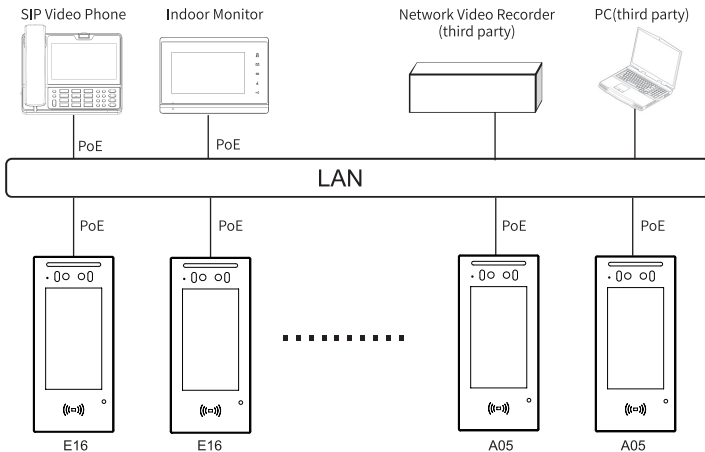 SIP Video Phone
Indoor Monitor
Network Video Recorder
(third party)
PC(third party)
PoE
PoE
LAN
PoE
PoE
PoE
PoE
E16
E16
A05
A05